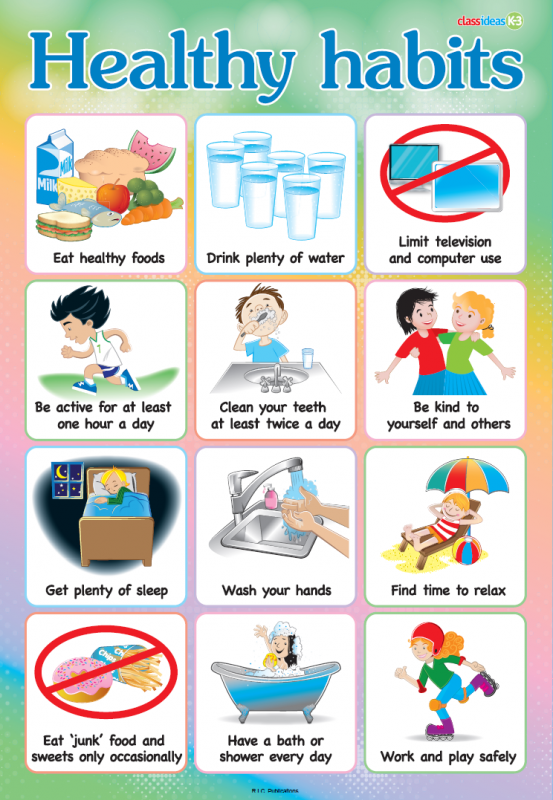 classideas K-3
Healthy habits
Milk
Milk
Eat healthy foods
Drink plenty of water
Limit television
and computer use
1
Be active for at least
one hour a day
Clean your teeth
at least twice a day
Be kind to
yourself and others
Get plenty of sleep
Wash your hands
Find time to relax
Eat ‘junk’ food and
sweets only occasionally
Have a bath or
shower every day
Work and play safely
R.I.C. Publications